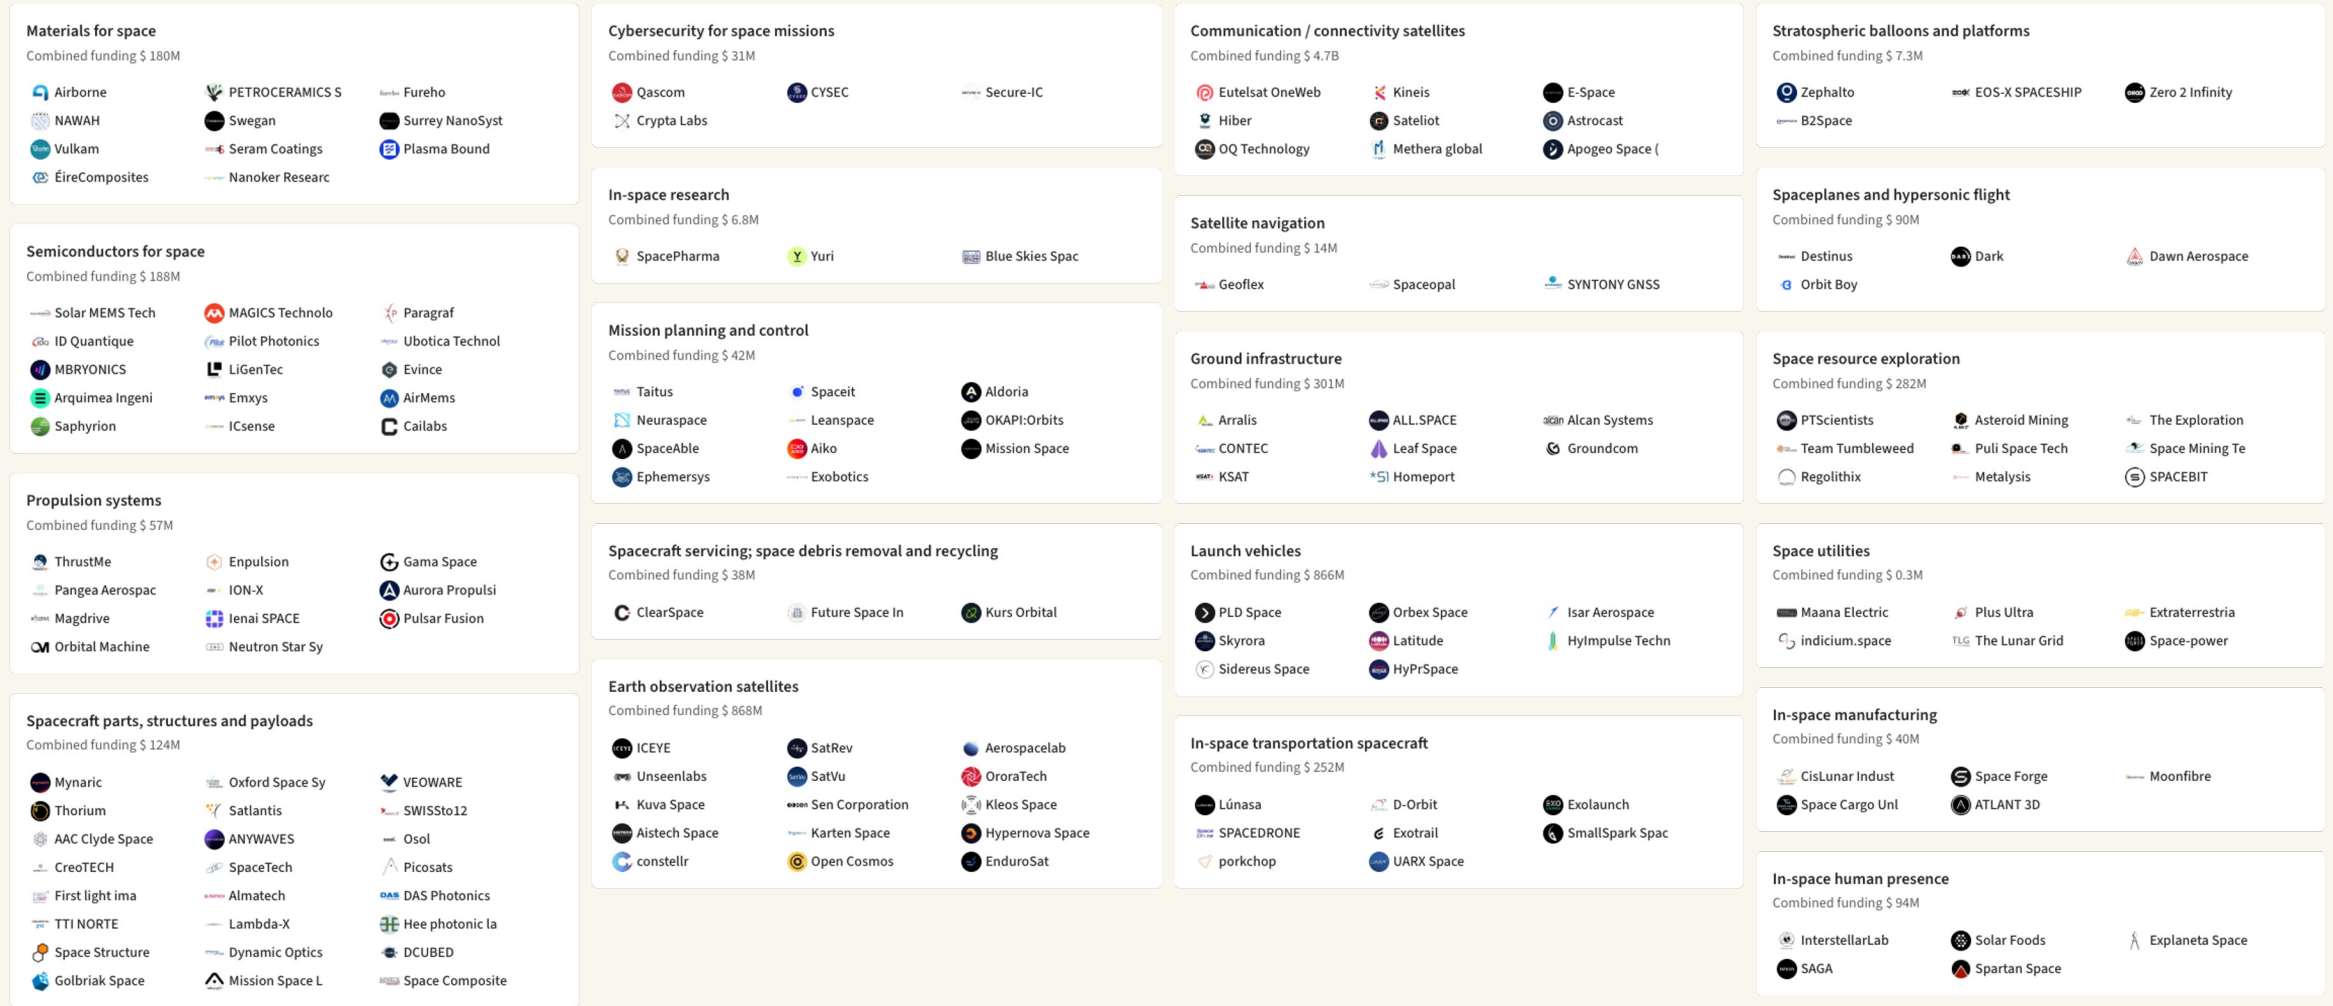 Materials for space
Combined funding $ 180M
Airborne PETROCERAMICS S Fureho
NAWAH Swegan Surrey NanoSyst
Vulkam Seram Coatings Plasma Bound
ÉireComposites Nanoker Researc
Semiconductors for space
Combined funding $ 188M
Solar MEMS Tech MAGICS Technolo Paragraf
ID Quantique Pilot Photonics Ubotica Technol
MBRYONICS LiGenTec Evince
Arquimea Ingeni Emxys AirMems
Saphyrion ICsense Cailabs
Propulsion systems
Combined funding $ 57M
ThrustMe Enpulsion Gama Space
Pangea Aerospac ION-X Aurora Propulsi
Magdrive Ienai SPACE Pulsar Fusion
Orbital Machine Neutron Star Sy
Spacecraft parts, structures and payloads
Combined funding $ 124M
Mynaric Oxford Space Sy VEOWARE
Thorium Satlantis SWISSto12
AAC Clyde Space ANYWAVES Osol
CreoTECH SpaceTech Picosats
First light ima Almatech DAS Photonics
TTI NORTE Lambda-X Hee photonic la
Space Structure Dynamic Optics DCUBED
Golbriak Space Mission Space L Space Composite
Cybersecurity for space missions
Combined funding $ 31M
Qascom CYSEC Secure-IC
Crypta Labs
In-space research
Combined funding $ 6.8M
SpacePharma Yuri Blue Skies Spac
Mission planning and control
Combined funding $ 42M
Taitus Spaceit Aldoria
Neuraspace Leanspace OKAPI:Orbits
SpaceAble Aiko Mission Space
Ephemersys Exobotics
Spacecraft servicing; space debris removal and recycling
Combined funding $ 38M
ClearSpace Future Space In Kurs Orbital
Earth observation satellites
Combined funding $ 868M
ICEYE SatRev Aerospacelab
Unseenlabs SatVu OroraTech
Kuva Space Sen Corporation Kleos Space
Aistech Space Karten Space Hypernova Space
constellr Open Cosmos EnduroSat
Communication / connectivity satellites
Combined funding $ 4.7B
Eutelsat OneWeb Kineis E-Space
Hiber Sateliot Astrocast
OQ Technology Methera global Apogeo Space (
Satellite navigation
Combined funding $ 14M
Geoflex Spaceopal SYNTONY GNSS
Ground infrastructure
Combined funding $ 301M
Arralis ALL.SPACE Alcan Systems
CONTEC Leaf Space Groundcom
KSAT Homeport
Launch vehicles
Combined funding $ 866M
PLD Space Orbex Space Isar Aerospace
Skyrora Latitude HyImpulse Techn
Sidereus Space HyPrSpace
In-space transportation spacecraft
Combined funding $ 252M
Lúnasa D-Orbit Exolaunch
SPACEDRONE Exotrail SmallSpark Spac
porkchop UARX Space
Stratospheric balloons and platforms
Combined funding $ 7.3M
Zephalto EOS-X SPACESHIP Zero 2 Infinity
B2Space
Spaceplanes and hypersonic flight
Combined funding $ 90M
Destinus Dark Dawn Aerospace
Orbit Boy
Space resource exploration
Combined funding $ 282M
PTScientists Asteroid Mining The Exploration
Team Tumbleweed Puli Space Tech Space Mining Te
Regolithix Metalysis SPACEBIT
Space utilities
Combined funding $ 0.3M
Maana Electric Plus Ultra Extraterrestria
indicium.space TLG The Lunar Grid Space-power
In-space manufacturing
Combined funding $ 40M
CisLunar Indust Space Forge Moonfibre
Space Cargo Unl ATLANT 3D
In-space human presence
Combined funding $ 94M
InterstellarLab Solar Foods Explaneta Space
SAGA Spartan Space